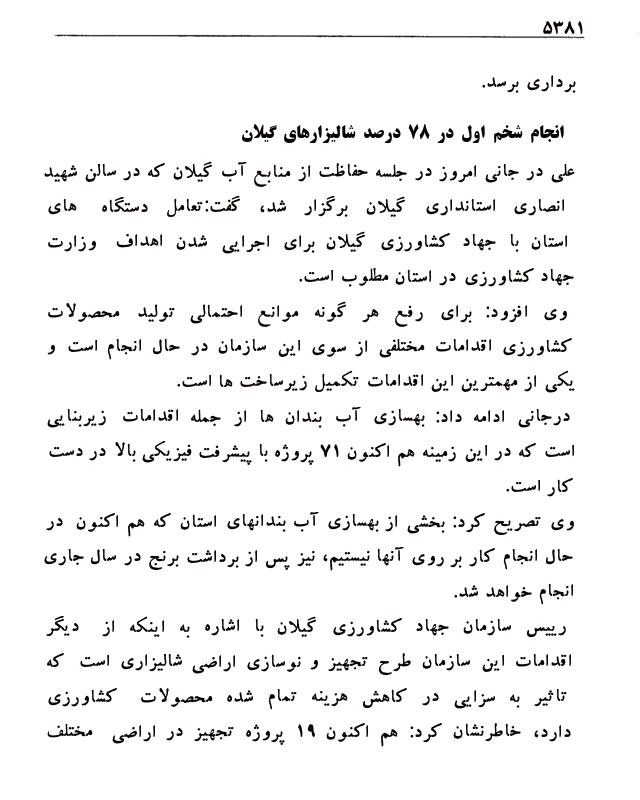 ۵۳۸۱
برداری برسد.
انجام شخم اول در ۷۸ درصد شالیزارهای گیلان
علی در جانی امروز در جلسه حفاظت از منابع آب گیلان که در سالن شهید
انصاری استانداری گیلان برگزار شد، گفت:تعامل دستگاه های
استان با جهاد کشاورزی گیلان برای اجرایی شدن اهداف وزارت
جهاد کشاورزی در استان مطلوب است.
وی افزود: برای رفع هر گونه موانع احتمالی تولید محصولات
کشاورزی اقدامات مختلفی از سوی این سازمان در حال انجام است و
یکی از مهمترین این اقدامات تکمیل زیرساخت ها است.
درجانی ادامه داد: بهسازی آب بندان ها از جمله اقدامات زیربنایی
است که در این زمینه هم اکنون ۷۱ پروژه با پیشرفت فیزیکی بالا در دست
کار است.
وی تصریح کرد: بخشی از بهسازی آب بندانهای استان که هم اکنون در
حال انجام کار بر روی آنها نیستیم، نیز پس از برداشت برنج در سال جاری
انجام خواهد شد.
رییس سازمان جهاد کشاورزی گیلان با اشاره به اینکه از دیگر
اقدامات این سازمان طرح تجهیز و نوسازی اراضی شالیزاری است که
تاثیر به سزایی در کاهش هزینه تمام شده محصولات کشاورزی
دارد، خاطرنشان کرد: هم اکنون ۱۹ پروژه تجهیز در اراضی مختلف